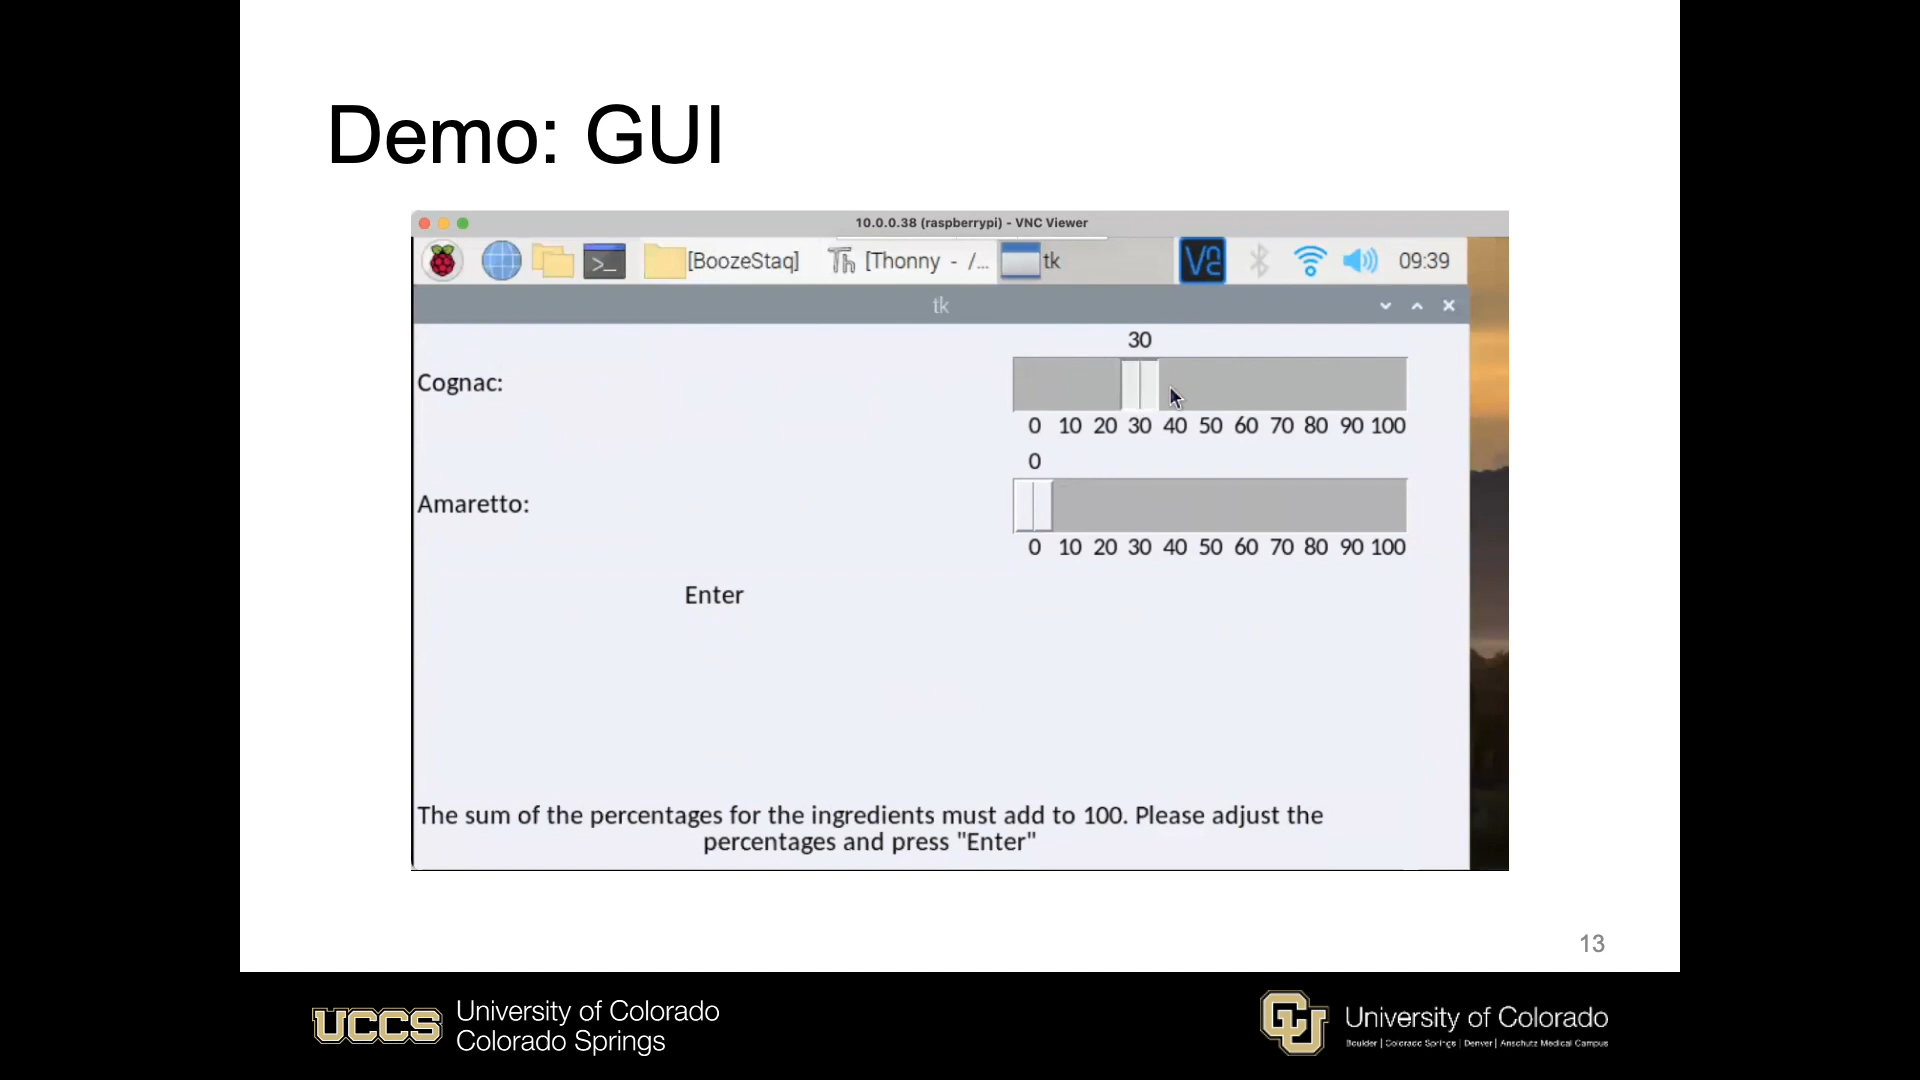 Demo: GUI
10.0.0.38 (raspberrypi) - VNC Viewer
>_ [BoozeStaq] Th [Thonny - /... tk 09:39
tk
30
Cognac:
0 10 20 30 40 50 60 70 80 90 100
0
Amaretto:
0 10 20 30 40 50 60 70 80 90 100
Enter
The sum of the percentages for the ingredients must add to 100. Please adjust the
percentages and press "Enter"
13
UCCS
University of Colorado
Colorado Springs
CU
University of Colorado
Boulder | Colorado Springs | Denver | Anschutz Medical Campus